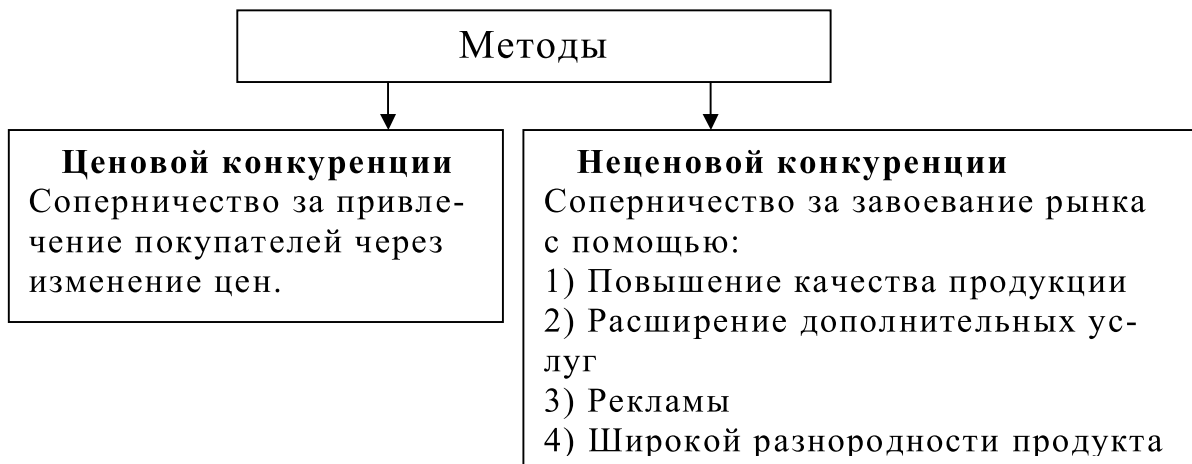 Методы
Ценовой конкуренции
Соперничество за привле-
чение покупателей через
изменение цен.
Неценовой конкуренции
Соперничество за завоевание рынка
с помощью:
1) Повышение качества продукции
2) Расширение дополнительных ус-
луг
3) Рекламы
4) Широкой разнородности продукта